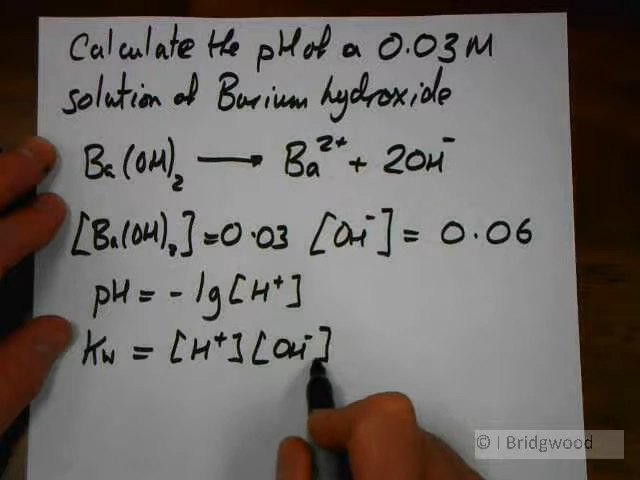 Calculate the pH of a 0.03M
solution of Barium hydroxide
Ba(OH)₂ ⟶ Ba²⁺ + 2OH⁻
[Ba(OH)₂] = 0.03 [OH⁻] = 0.06
pH = - lg [H⁺]
Kw = [H⁺][OH⁻]
© I Bridgwood